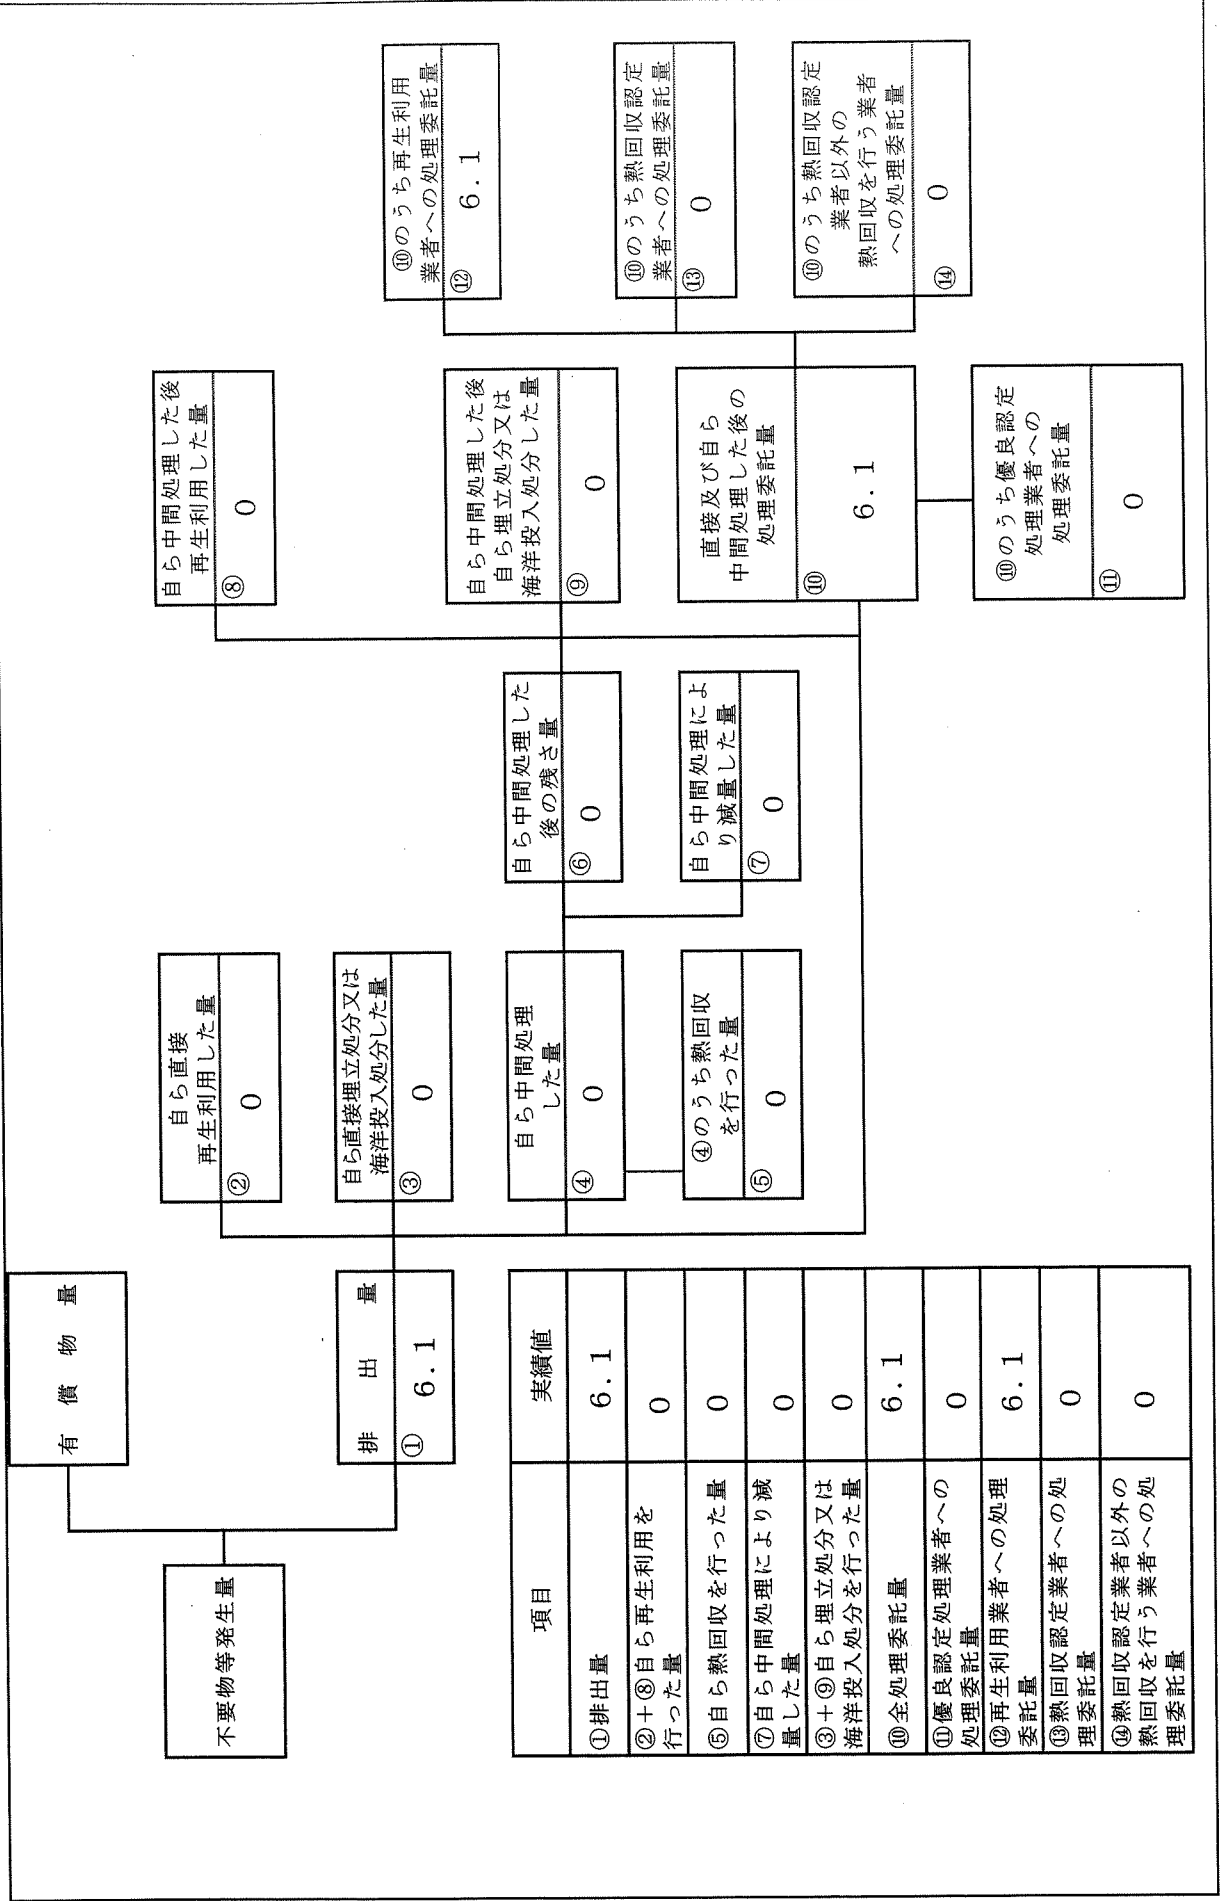 不要物等発生量
有償物量
排出量
① 6.1
自ら直接
再生利用した量
② 0
自ら直接埋立処分又は
海洋投入処分した量
③ 0
自ら中間処理
した量
④ 0
④のうち熱回収
を行った量
⑤ 0
自ら中間処理した
後の残さ量
⑥ 0
自ら中間処理によ
り減量した量
⑦ 0
自ら中間処理した後
再生利用した量
⑧ 0
自ら中間処理した後
自ら埋立処分又は
海洋投入処分した量
⑨ 0
直接及び自ら
中間処理した後の
処理委託量
⑩ 6.1
⑩のうち優良認定
処理業者への
処理委託量
⑪ 0
⑩のうち再生利用
業者への処理委託量
⑫ 6.1
⑩のうち熱回収認定
業者への処理委託量
⑬ 0
⑩のうち熱回収認定
業者以外の
熱回収を行う業者
への処理委託量
⑭ 0
項目 実績値
①排出量 6.1
②+⑧自ら再生利用を
行った量 0
⑤自ら熱回収を行った量 0
⑦自ら中間処理により減
量した量 0
③+⑨自ら埋立処分又は
海洋投入処分を行った量 0
⑩全処理委託量 6.1
⑪優良認定処理業者への
処理委託量 0
⑫再生利用業者への処理
委託量 6.1
⑬熱回収認定業者への処
理委託量 0
⑭熱回収認定業者以外の
熱回収を行う業者への処
理委託量 0